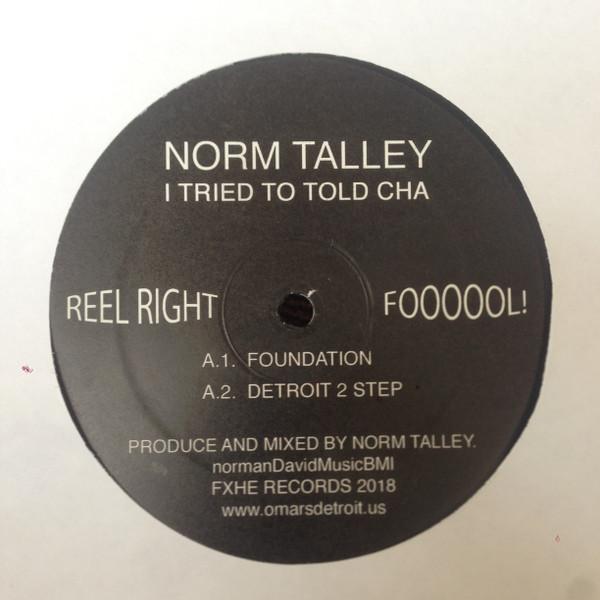 NORM TALLEY
I TRIED TO TOLD CHA
REEL RIGHT FOOOOOL!
A.1. FOUNDATION
A.2. DETROIT 2 STEP
PRODUCE AND MIXED BY NORM TALLEY.
normanDavidMusicBMI
FXHE RECORDS 2018
www.omarsdetroit.us